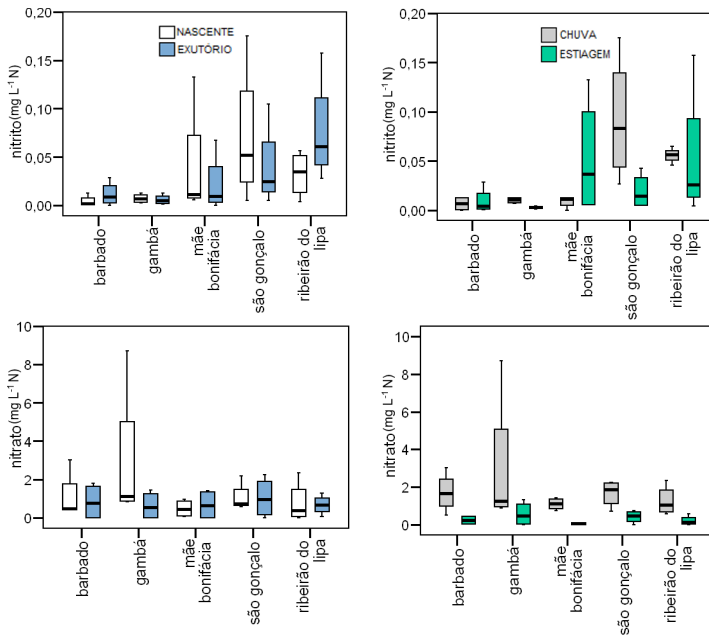 0,20
0,15
0,10
0,05
0,00
nitrito(mg L⁻¹ N)
NASCENTE
EXUTÓRIO
barbado
gambá
mãe
bonifácia
são gonçalo
ribeirão do
lipa
0,20
0,15
0,10
0,05
0,00
nitrito(mg L⁻¹ N)
CHUVA
ESTIAGEM
barbado
gambá
mãe
bonifácia
são gonçalo
ribeirão do
lipa
10
8
6
4
2
0
nitrato(mg L⁻¹ N)
barbado
gambá
mãe
bonifácia
são gonçalo
ribeirão do
lipa
10
8
6
4
2
0
nitrato(mg L⁻¹ N)
barbado
gambá
mãe
bonifácia
são gonçalo
ribeirão do
lipa